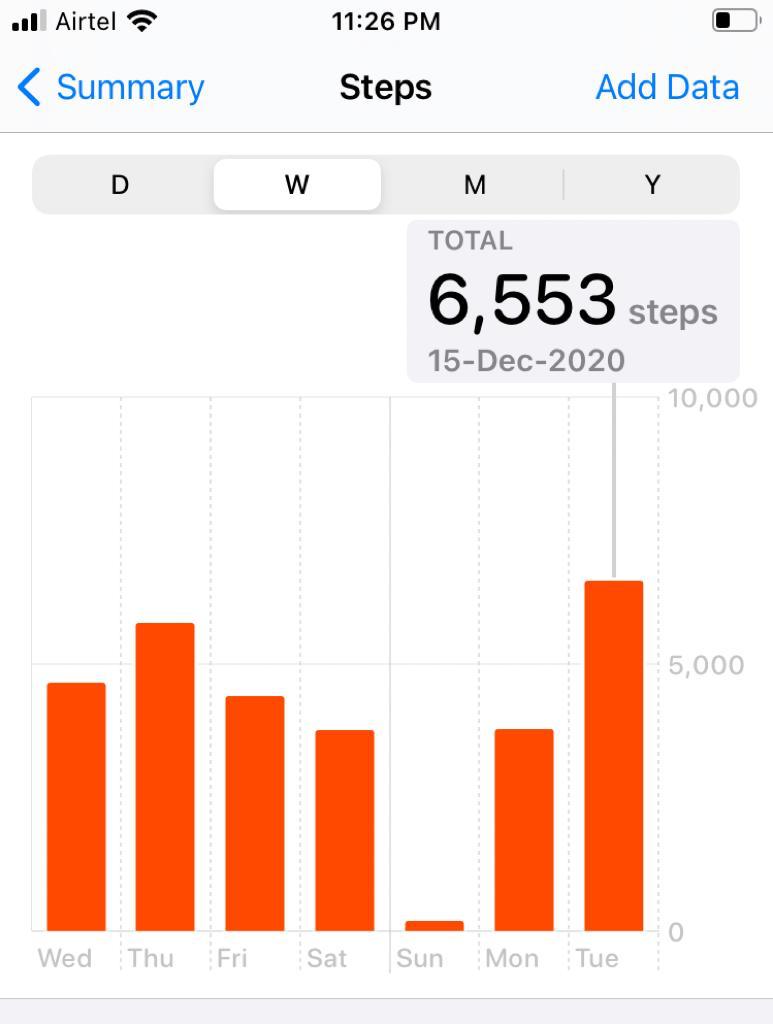 Airtel 11:26 PM
Summary Steps Add Data
D W M Y
TOTAL
6,553 steps
15-Dec-2020
10,000
5,000
0
Wed Thu Fri Sat Sun Mon Tue